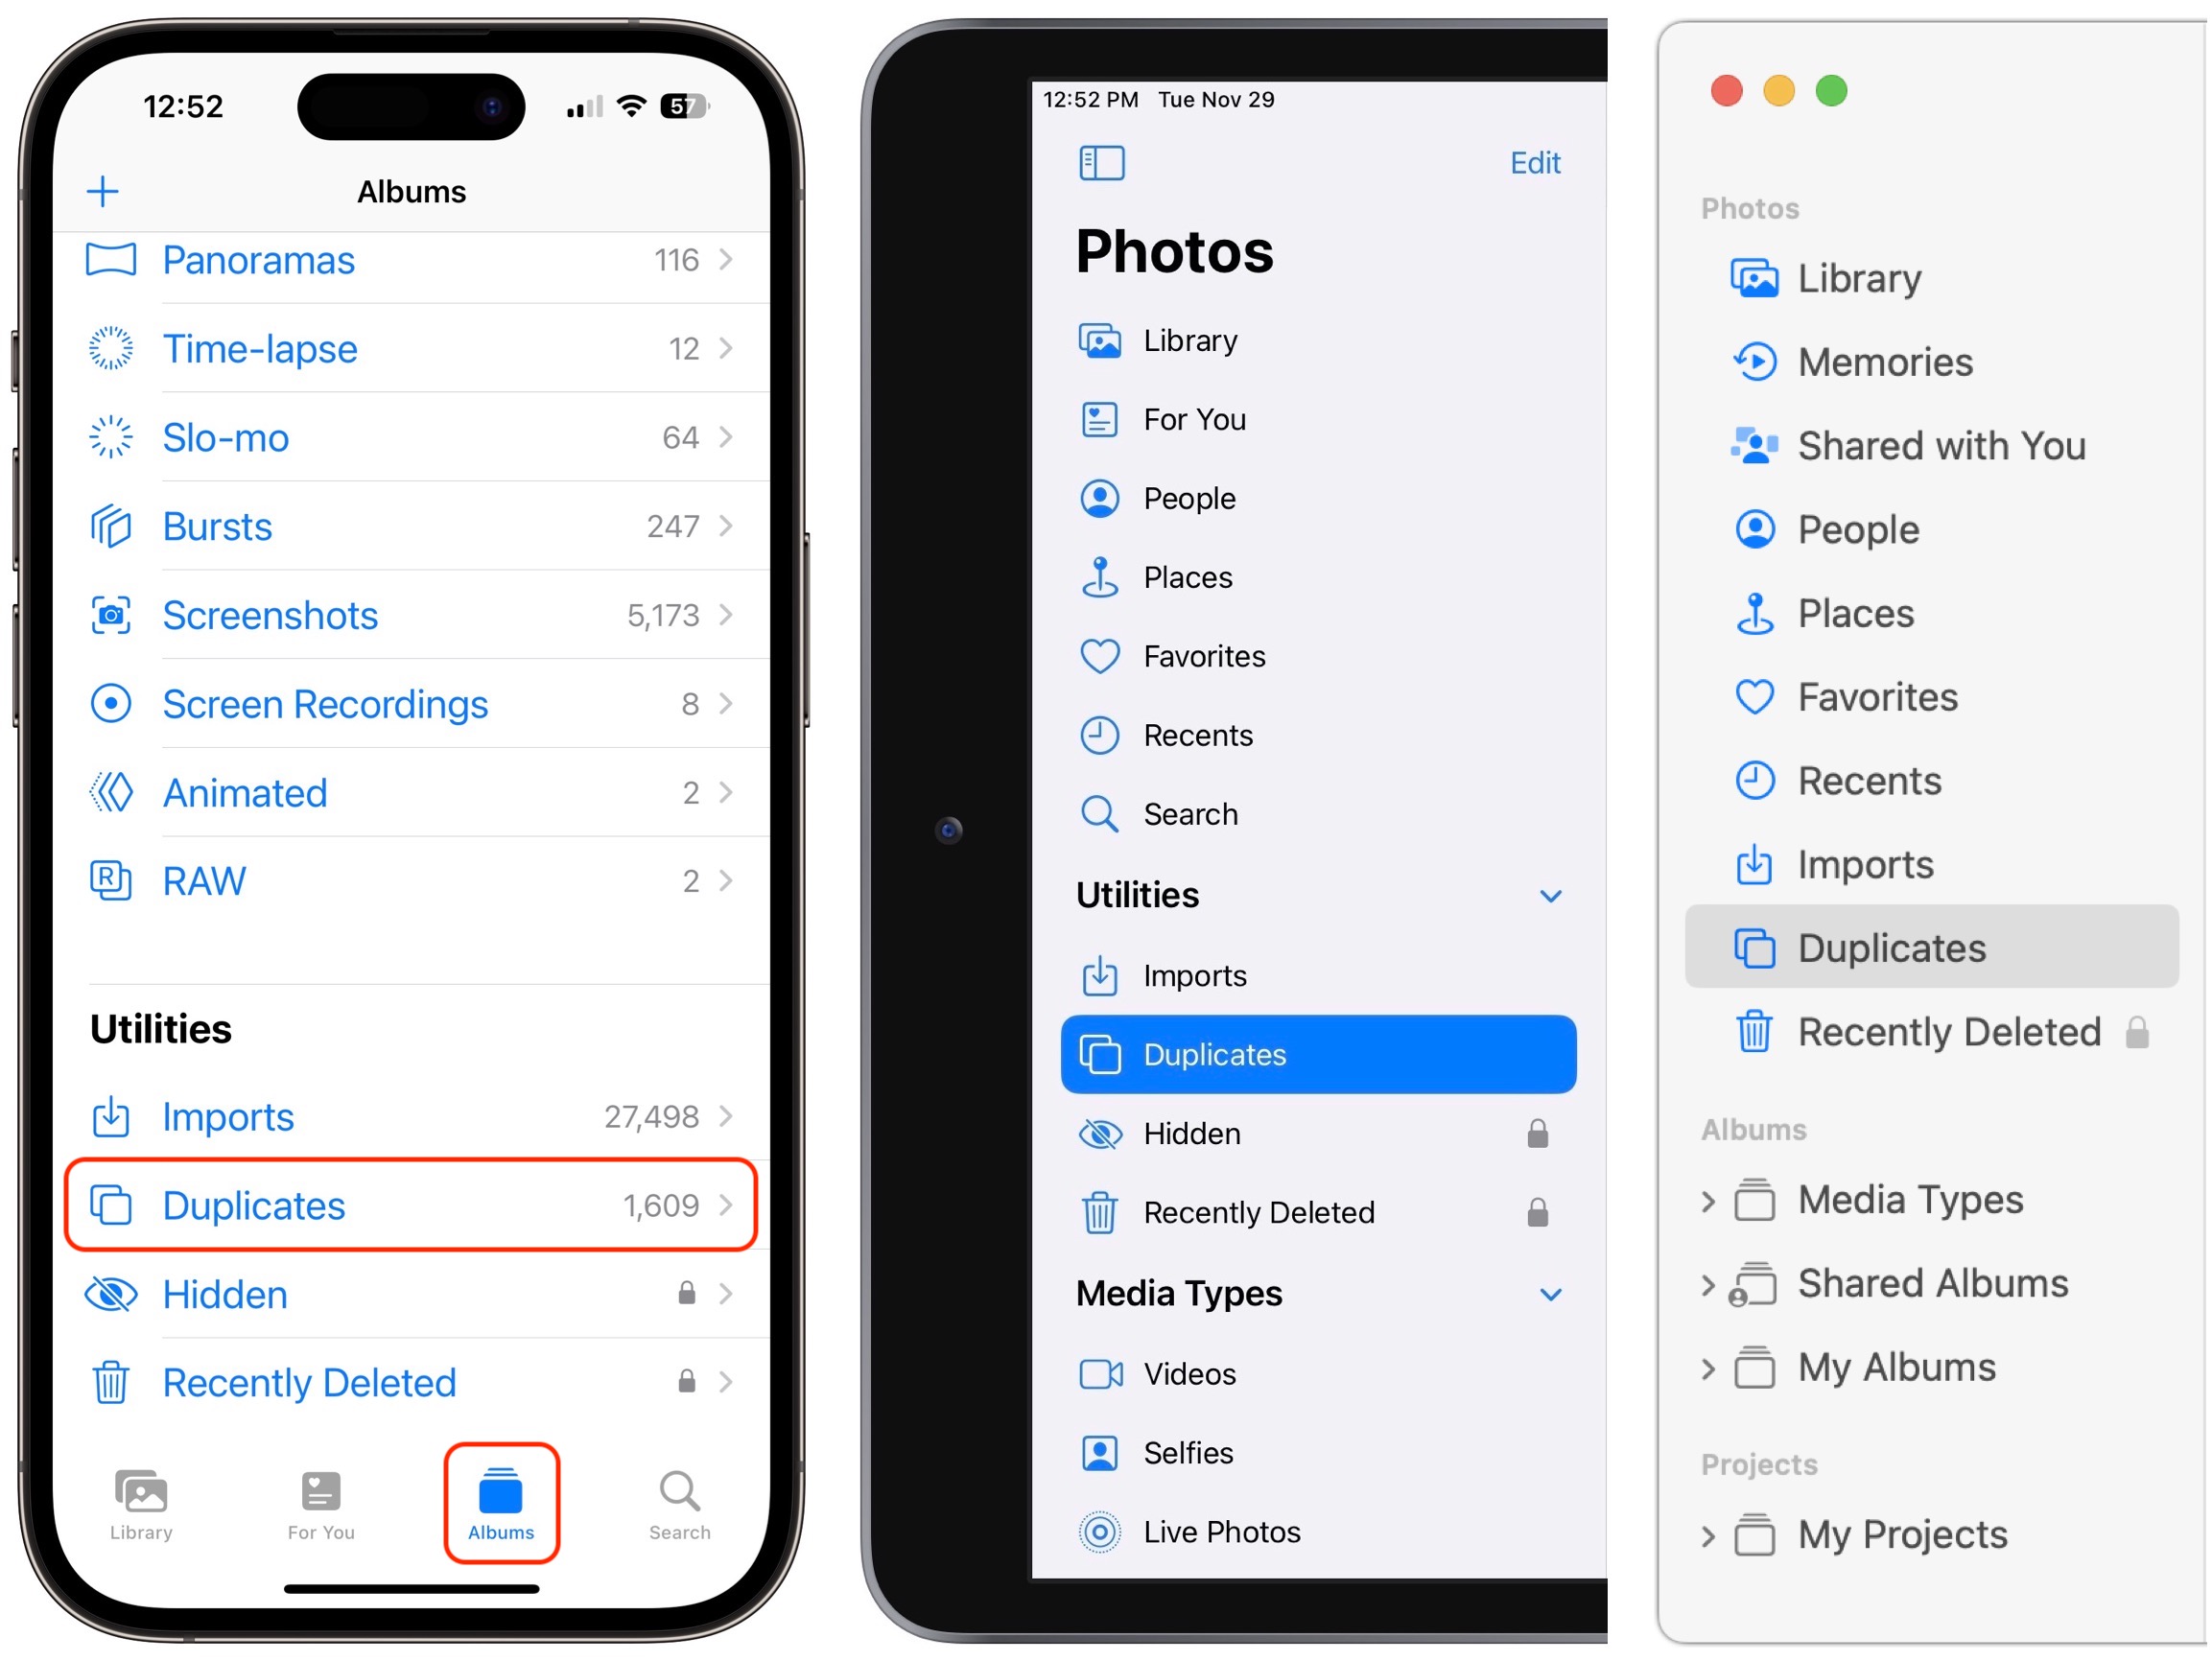 12:52
57
Albums
Panoramas 116
Time-lapse 12
Slo-mo 64
Bursts 247
Screenshots 5,173
Screen Recordings 8
Animated 2
R RAW 2
Utilities
Imports 27,498
Duplicates 1,609
Hidden
Recently Deleted
Library For You Albums Search
12:52 PM Tue Nov 29
Edit
Photos
Library
For You
People
Places
Favorites
Recents
Search
Utilities
Imports
Duplicates
Hidden
Recently Deleted
Media Types
Videos
Selfies
Live Photos
Photos
Library
Memories
Shared with You
People
Places
Favorites
Recents
Imports
Duplicates
Recently Deleted
Albums
Media Types
Shared Albums
My Albums
Projects
My Projects